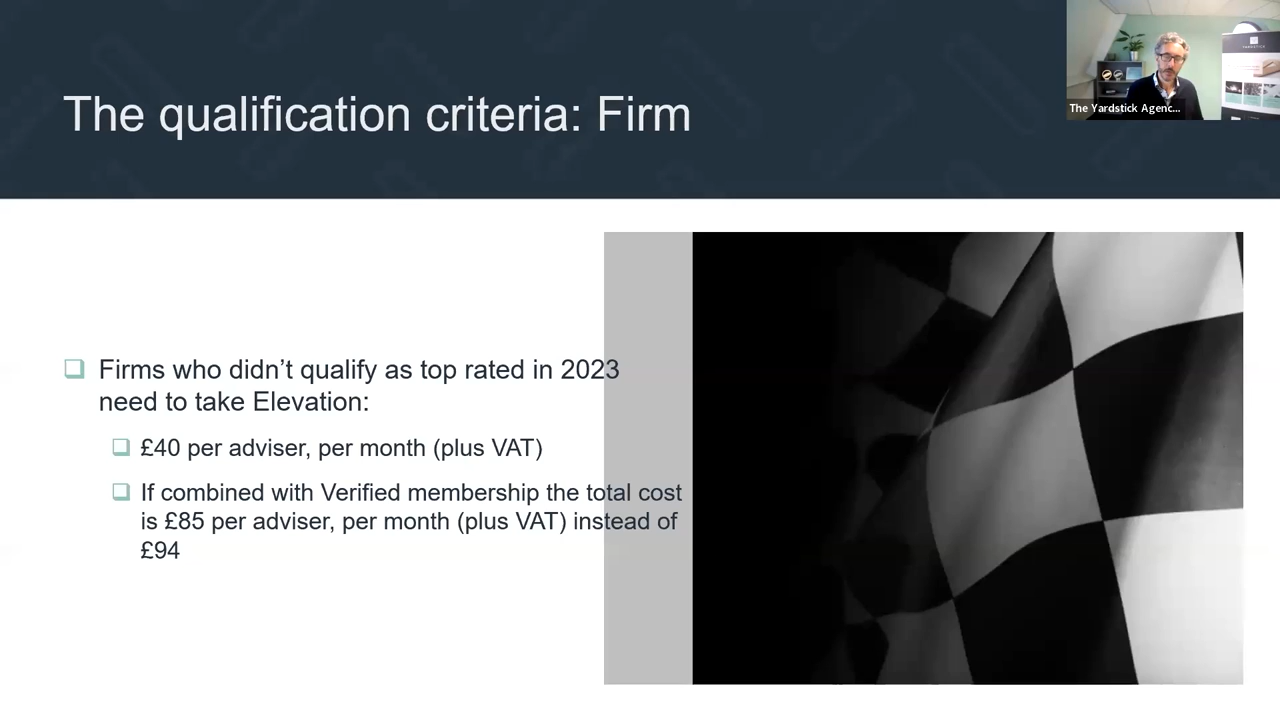 The qualification criteria: Firm
YARDSTICK
The Yardstick Agenc...
Firms who didn’t qualify as top rated in 2023
need to take Elevation:
£40 per adviser, per month (plus VAT)
If combined with Verified membership the total cost
is £85 per adviser, per month (plus VAT) instead of
£94